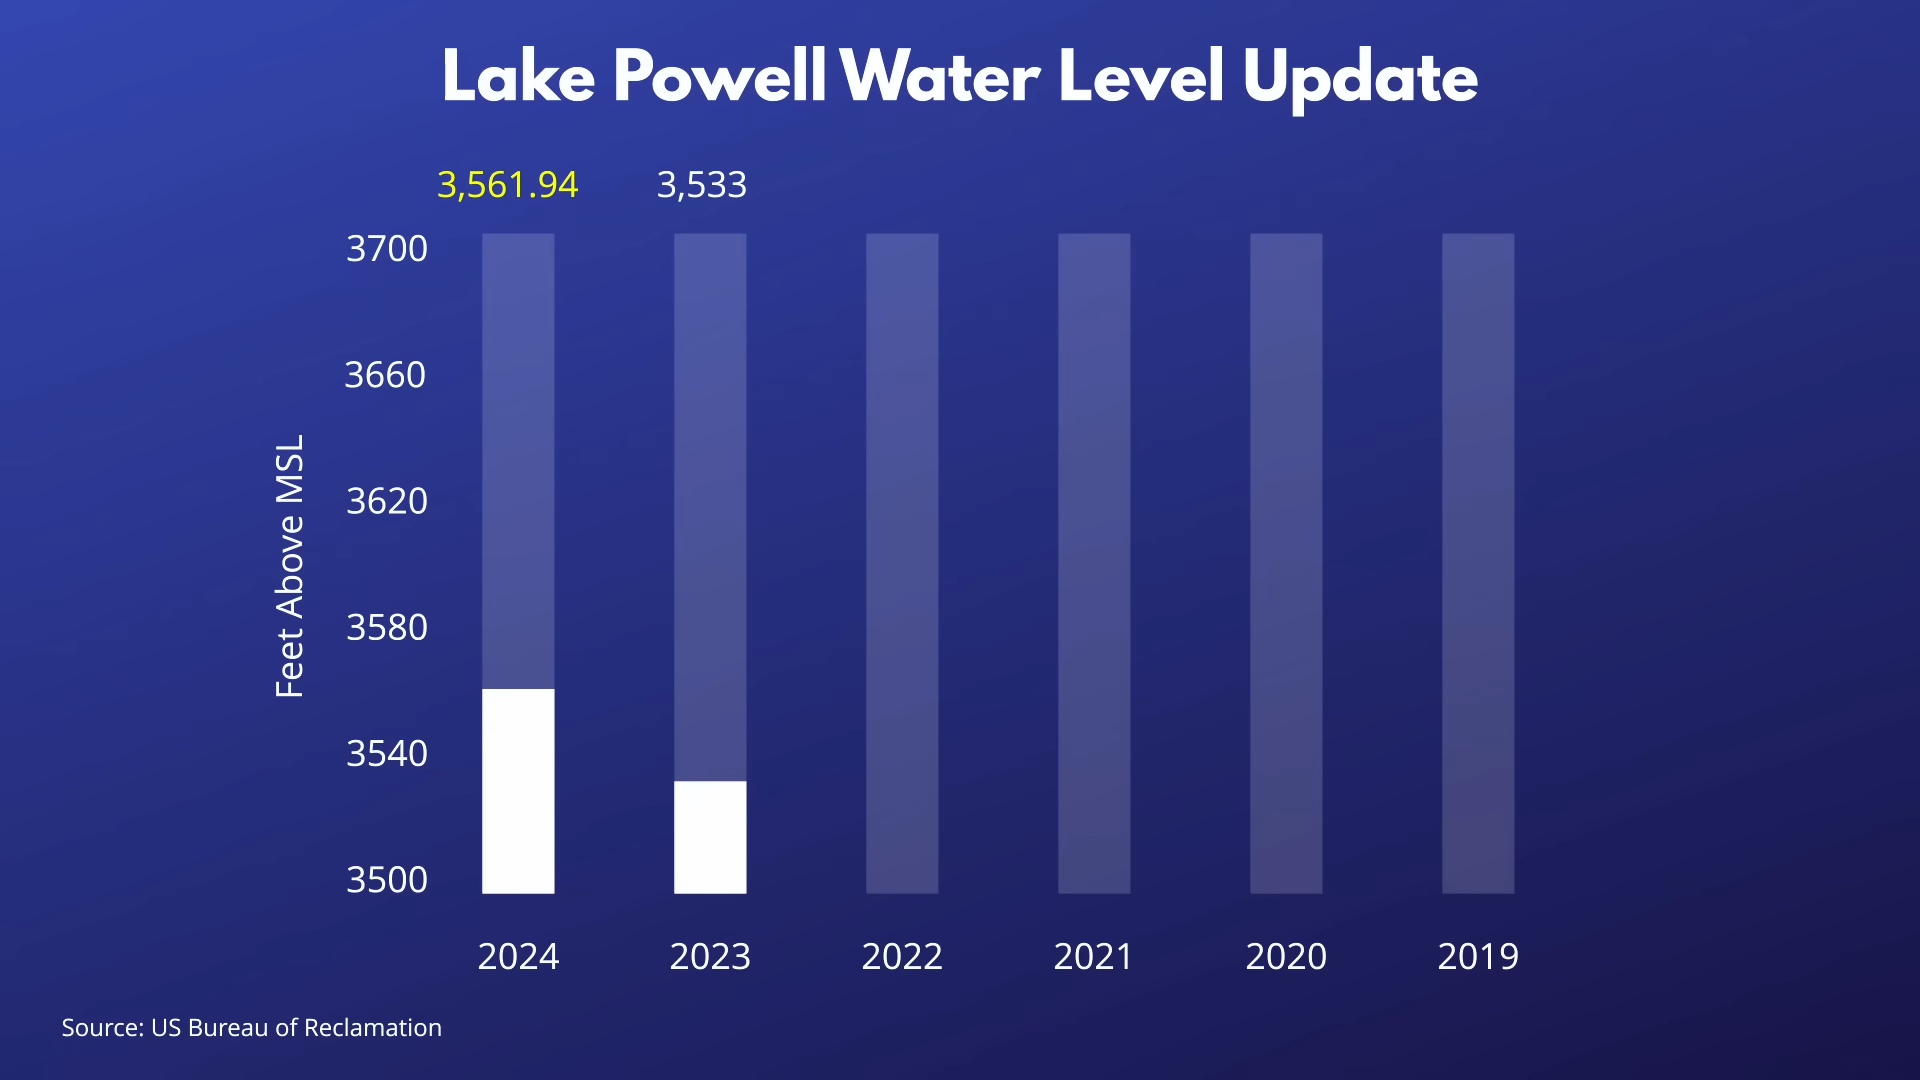 Lake Powell Water Level Update
3,561.94 3,533
3700
3660
3620
3580
3540
3500
Feet Above MSL
2024 2023 2022 2021 2020 2019
Source: US Bureau of Reclamation